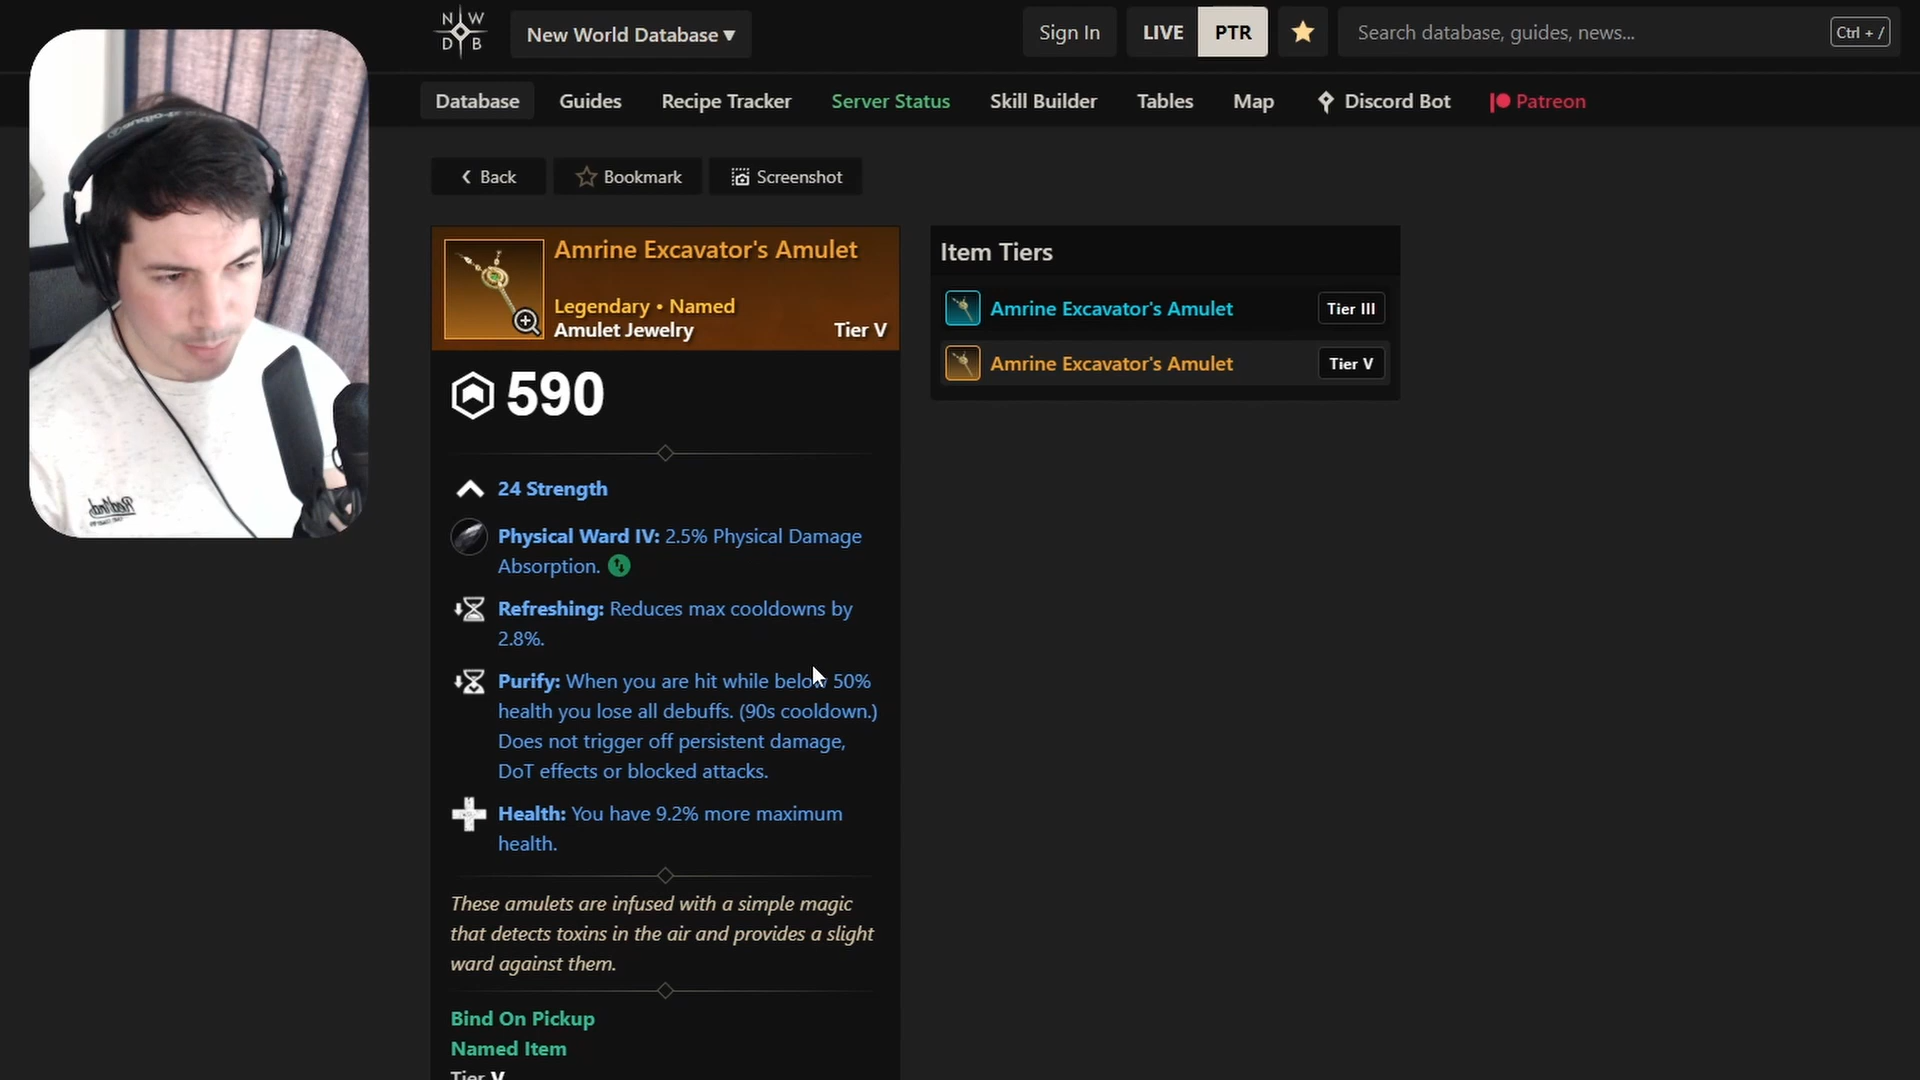 N W
D B
New World Database ▼
Sign In
LIVE
PTR
Search database, guides, news...
Ctrl + /
Database
Guides
Recipe Tracker
Server Status
Skill Builder
Tables
Map
Discord Bot
Patreon
Back
Bookmark
Screenshot
Amrine Excavator's Amulet
Legendary • Named
Amulet Jewelry
Tier V
590
24 Strength
Physical Ward IV: 2.5% Physical Damage
Absorption.
Refreshing: Reduces max cooldowns by
2.8%.
Purify: When you are hit while below 50%
health you lose all debuffs. (90s cooldown.)
Does not trigger off persistent damage,
DoT effects or blocked attacks.
Health: You have 9.2% more maximum
health.
These amulets are infused with a simple magic
that detects toxins in the air and provides a slight
ward against them.
Bind On Pickup
Named Item
Tier V
Item Tiers
Amrine Excavator's Amulet
Tier III
Amrine Excavator's Amulet
Tier V